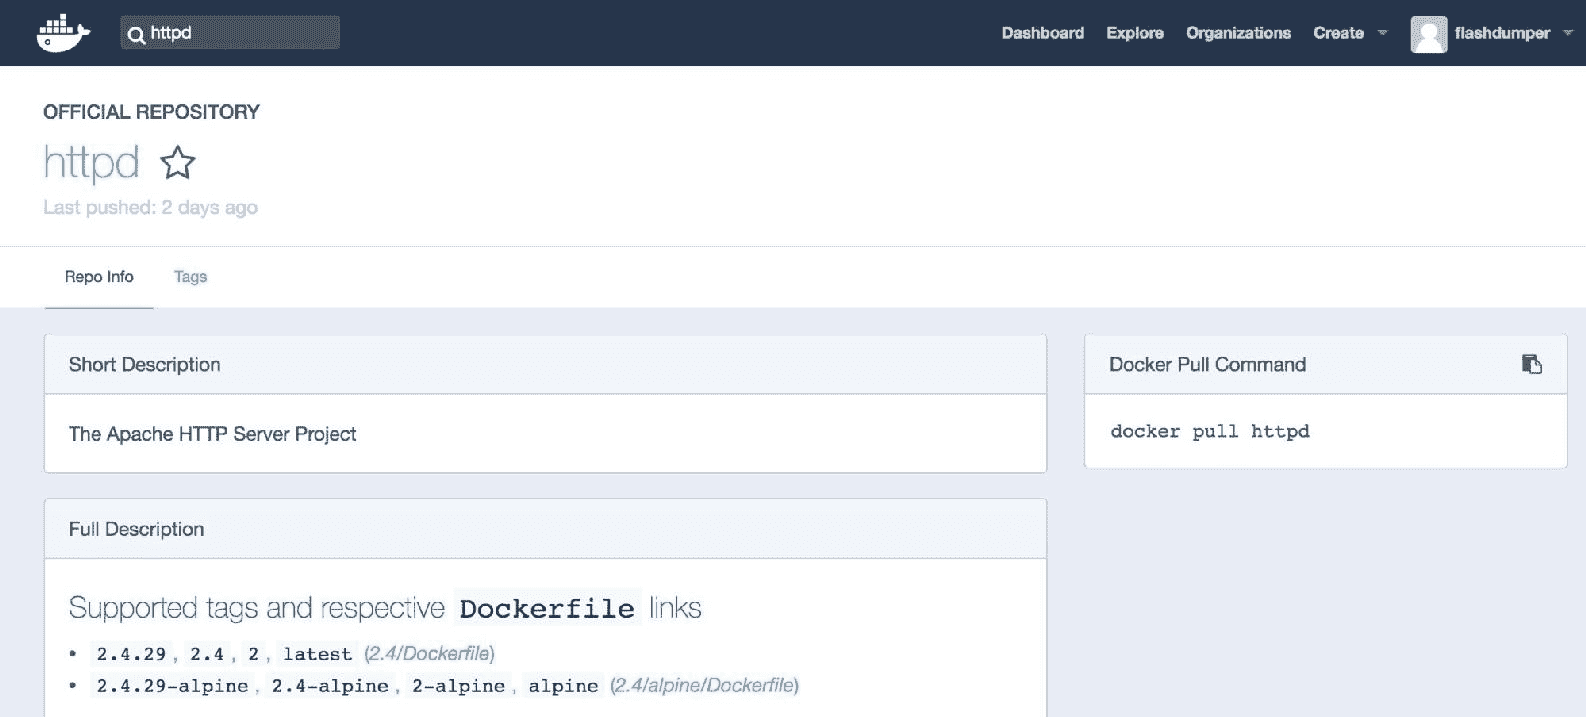 httpd
Dashboard Explore Organizations Create flashdumper
OFFICIAL REPOSITORY
httpd
Last pushed: 2 days ago
Repo Info Tags
Short Description
The Apache HTTP Server Project
Docker Pull Command
docker pull httpd
Full Description
Supported tags and respective Dockerfile links
• 2.4.29, 2.4, 2, latest (2.4/Dockerfile)
• 2.4.29-alpine, 2.4-alpine, 2-alpine, alpine (2.4/alpine/Dockerfile)